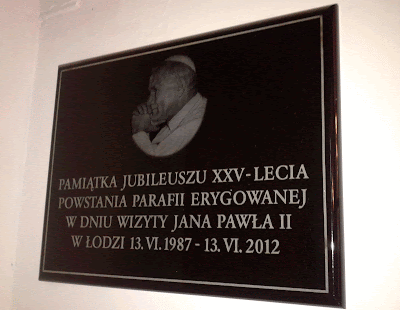 PAMIĄTKA JUBILEUSZU XXV-LECIA
POWSTANIA PARAFII ERYGOWANEJ
W DNIU WIZYTY JANA PAWŁA II
W ŁODZI 13. VI. 1987 - 13. VI. 2012